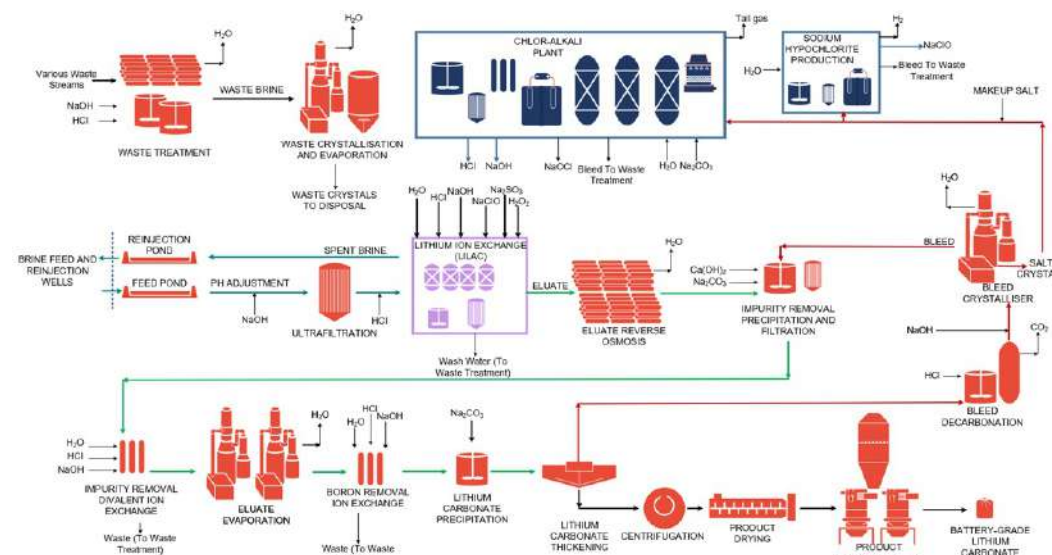 H₂O
Various Waste
Streams
NaOH
HCl
WASTE TREATMENT
WASTE BRINE
H₂O
WASTE CRYSTALLISATION
AND EVAPORATION
WASTE CRYSTALS
TO DISPOSAL
CHLOR-ALKALI
PLANT
Tail gas
HCl
NaOH
NaOCl
Bleed To Waste
Treatment
H₂O
Na₂CO₃
SODIUM
HYPOCHLORITE
PRODUCTION
H₂O
H₂
NaClO
Bleed To Waste
Treatment
MAKEUP SALT
BRINE FEED AND
REINJECTION
WELLS
REINJECTION
POND
FEED POND
SPENT BRINE
PH ADJUSTMENT
NaOH
ULTRAFILTRATION
HCl
H₂O
HCl
NaOH
NaClO
Na₂SO₃
H₂O₂
LITHIUM ION EXCHANGE
(LILAC)
Wash Water (To
Waste Treatment)
ELUATE
H₂O
ELUATE REVERSE
OSMOSIS
Ca(OH)₂
Na₂CO₃
IMPURITY REMOVAL
PRECIPITATION AND
FILTRATION
BLEED
H₂O
BLEED
CRYSTALLISER
SALT
CRYSTA
NaOH
CO₂
HCl
BLEED
DECARBONATION
H₂O
HCl
NaOH
IMPURITY REMOVAL
DIVALENT ION
EXCHANGE
Waste (To Waste
Treatment)
H₂O
ELUATE
EVAPORATION
H₂O
HCl
NaOH
BORON REMOVAL
ION EXCHANGE
Waste (To Waste
Na₂CO₃
LITHIUM
CARBONATE
PRECIPITATION
LITHIUM
CARBONATE
THICKENING
CENTRIFUGATION
PRODUCT
DRYING
PRODUCT
BATTERY-GRADE
LITHIUM
CARBONATE